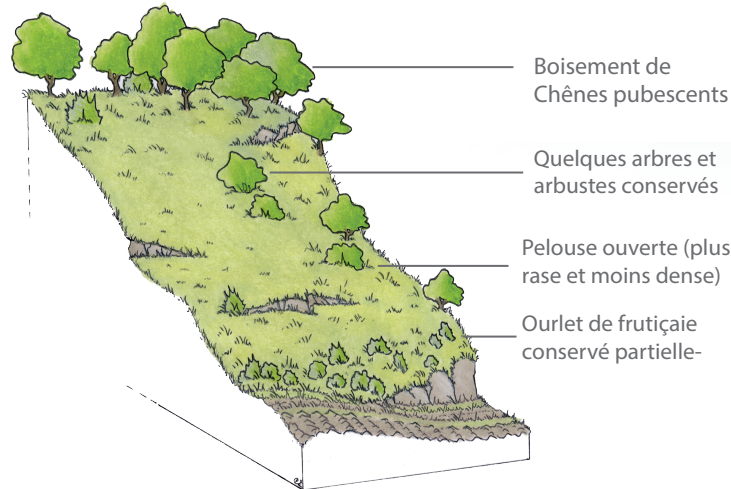 Boisement de
Chênes pubescents
Quelques arbres et
arbustes conservés
Pelouse ouverte (plus
rase et moins dense)
Ourlet de frutiçaie
conservé partielle-